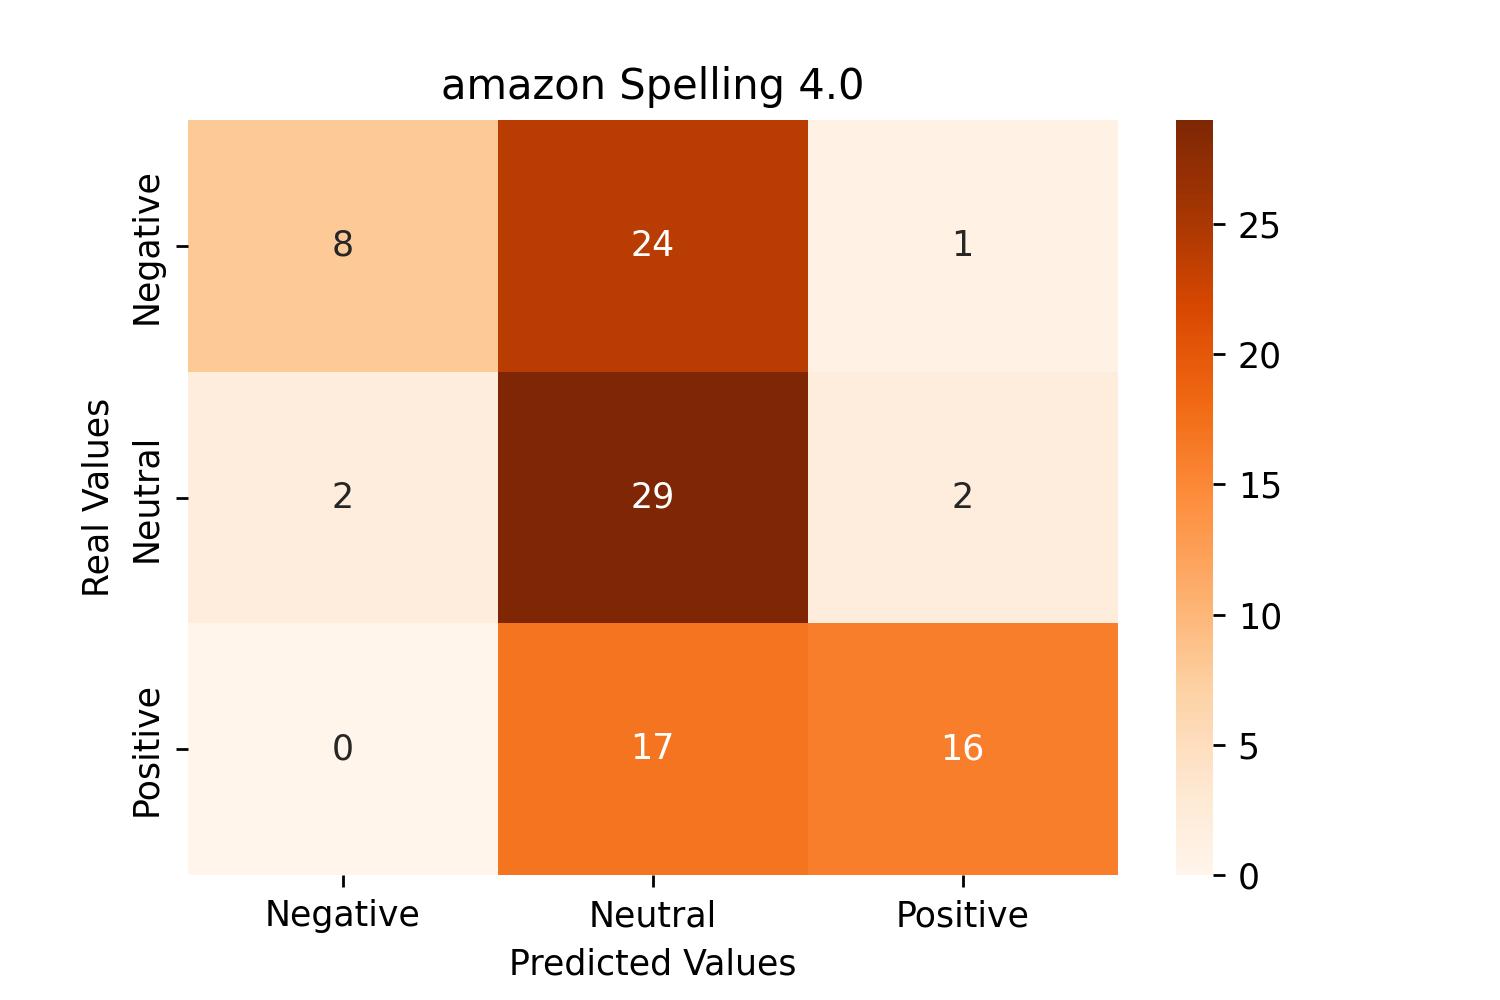 amazon Spelling 4.0
Real Values
Negative
8 24 1
Neutral
2 29 2
Positive
0 17 16
Negative Neutral Positive
Predicted Values
25
20
15
10
5
0